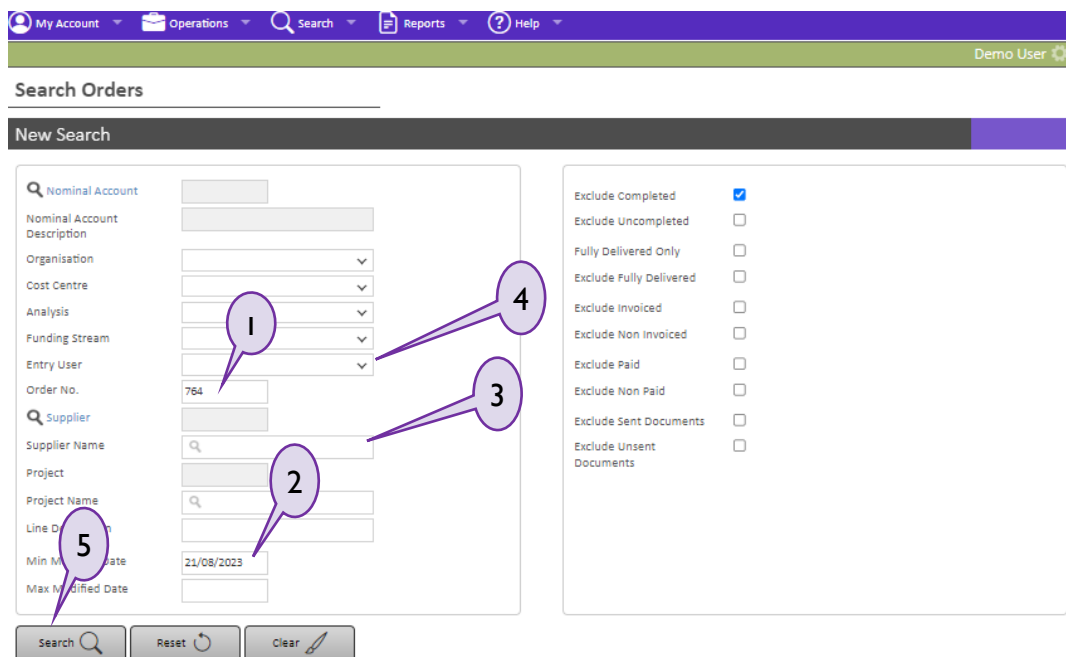 My Account Operations Search Reports Help
Demo User
Search Orders
New Search
Nominal Account
Nominal Account
Description
Organisation
Cost Centre
Analysis
Funding Stream
Entry User
Order No. 764
Supplier
Supplier Name
Project
Project Name
Line
Min 21/08/2023
Max Modified Date
Search Reset Clear
Exclude Completed
Exclude Uncompleted
Fully Delivered Only
Exclude Fully Delivered
Exclude Invoiced
Exclude Non Invoiced
Exclude Paid
Exclude Non Paid
Exclude Sent Documents
Exclude Unsent
Documents
1
4
3
2
5